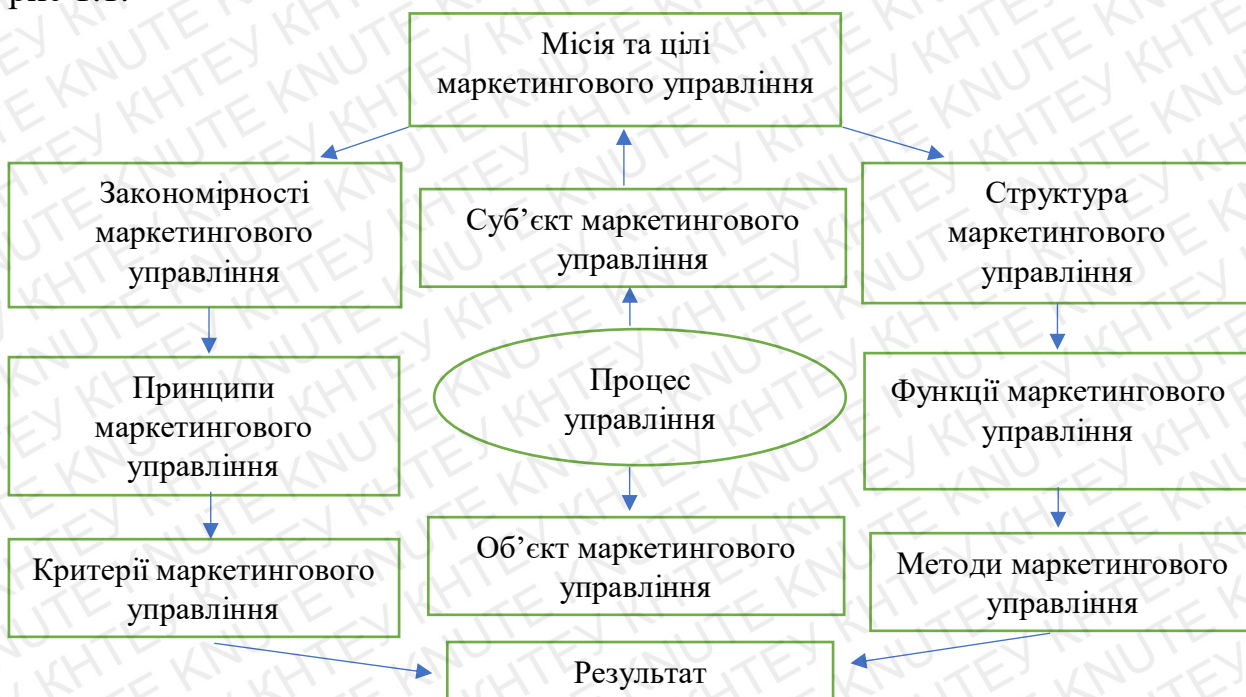 рис 1.1.
Місія та цілі
маркетингового управління
Закономірності
маркетингового
управління
Суб’єкт маркетингового
управління
Структура
маркетингового
управління
Принципи
маркетингового
управління
Процес
управління
Функції маркетингового
управління
Критерії маркетингового
управління
Об’єкт маркетингового
управління
Методи маркетингового
управління
Результат